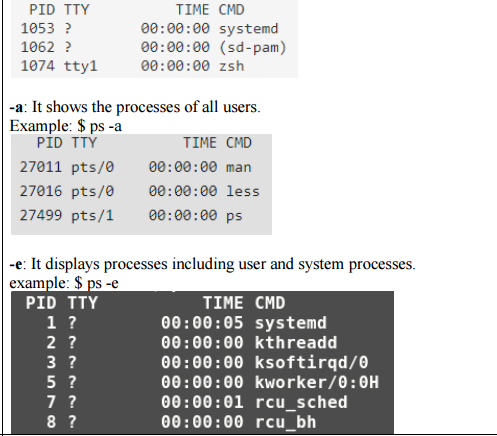 PID TTY TIME CMD
1053 ? 00:00:00 systemd
1062 ? 00:00:00 (sd-pam)
1074 tty1 00:00:00 zsh
-a: It shows the processes of all users.
Example: $ ps -a
PID TTY TIME CMD
27011 pts/0 00:00:00 man
27016 pts/0 00:00:00 less
27499 pts/1 00:00:00 ps
-e: It displays processes including user and system processes.
example: $ ps -e
PID TTY TIME CMD
1 ? 00:00:05 systemd
2 ? 00:00:00 kthreadd
3 ? 00:00:00 ksoftirqd/0
5 ? 00:00:00 kworker/0:0H
7 ? 00:00:01 rcu_sched
8 ? 00:00:00 rcu_bh